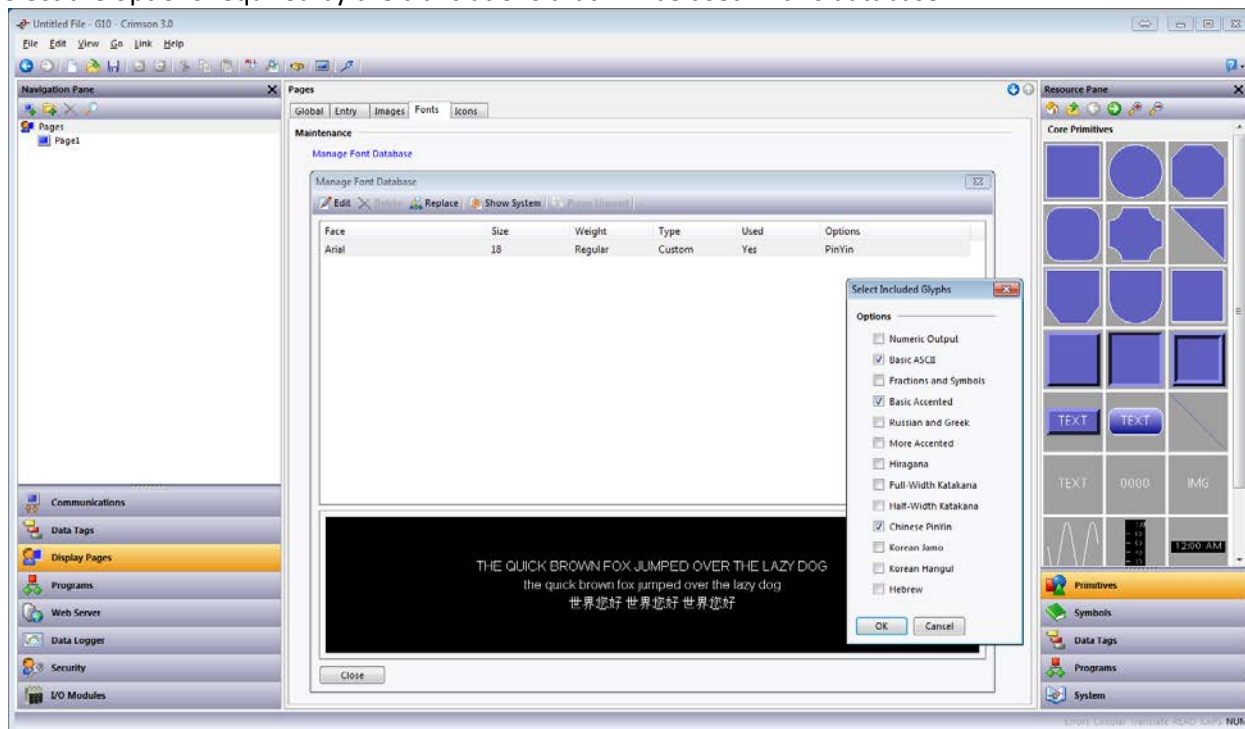 Untitled File - G10 - Crimson 3.0
File Edit View Go Link Help
Navigation Pane
Pages
Page1
Communications
Data Tags
Display Pages
Programs
Web Server
Data Logger
Security
I/O Modules
Pages
Global Entry Images Fonts Icons
Maintenance
Manage Font Database
Manage Font Database
Edit Delete Replace Show System Purge Unused
Face Size Weight Type Used Options
Arial 18 Regular Custom Yes PinYin
THE QUICK BROWN FOX JUMPED OVER THE LAZY DOG
the quick brown fox jumped over the lazy dog
世界您好 世界您好 世界您好
Close
Select Included Glyphs
Options
Numeric Output
Basic ASCII
Fractions and Symbols
Basic Accented
Russian and Greek
More Accented
Hiragana
Full-Width Katakana
Half-Width Katakana
Chinese PinYin
Korean Jamo
Korean Hangul
Hebrew
OK Cancel
Resource Pane
Core Primitives
TEXT TEXT
TEXT 0000 IMG
12:00 AM
Primitives
Symbols
Data Tags
Programs
System
Errors Circular Translate READ CAPS NUM